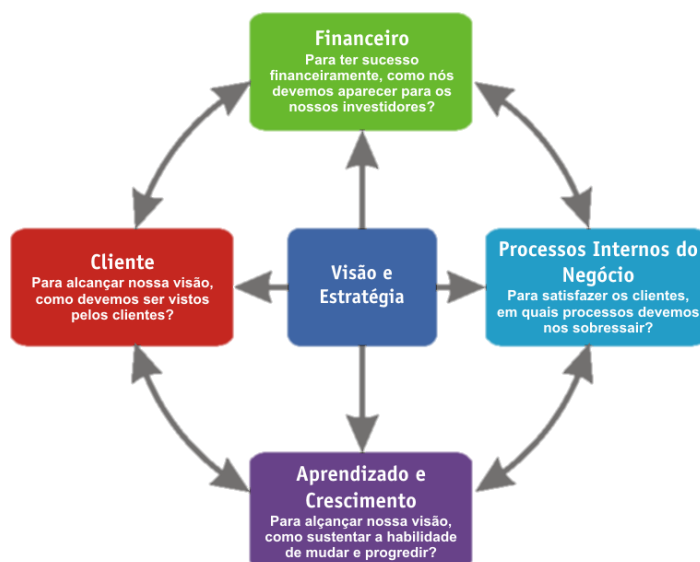 Financeiro
Para ter sucesso
financeiramente, como nós
devemos aparecer para os
nossos investidores?
Cliente
Para alcançar nossa visão,
como devemos ser vistos
pelos clientes?
Visão e
Estratégia
Processos Internos do
Negócio
Para satisfazer os clientes,
em quais processos devemos
nos sobressair?
Aprendizado e
Crescimento
Para alçançar nossa visão,
como sustentar a habilidade
de mudar e progredir?